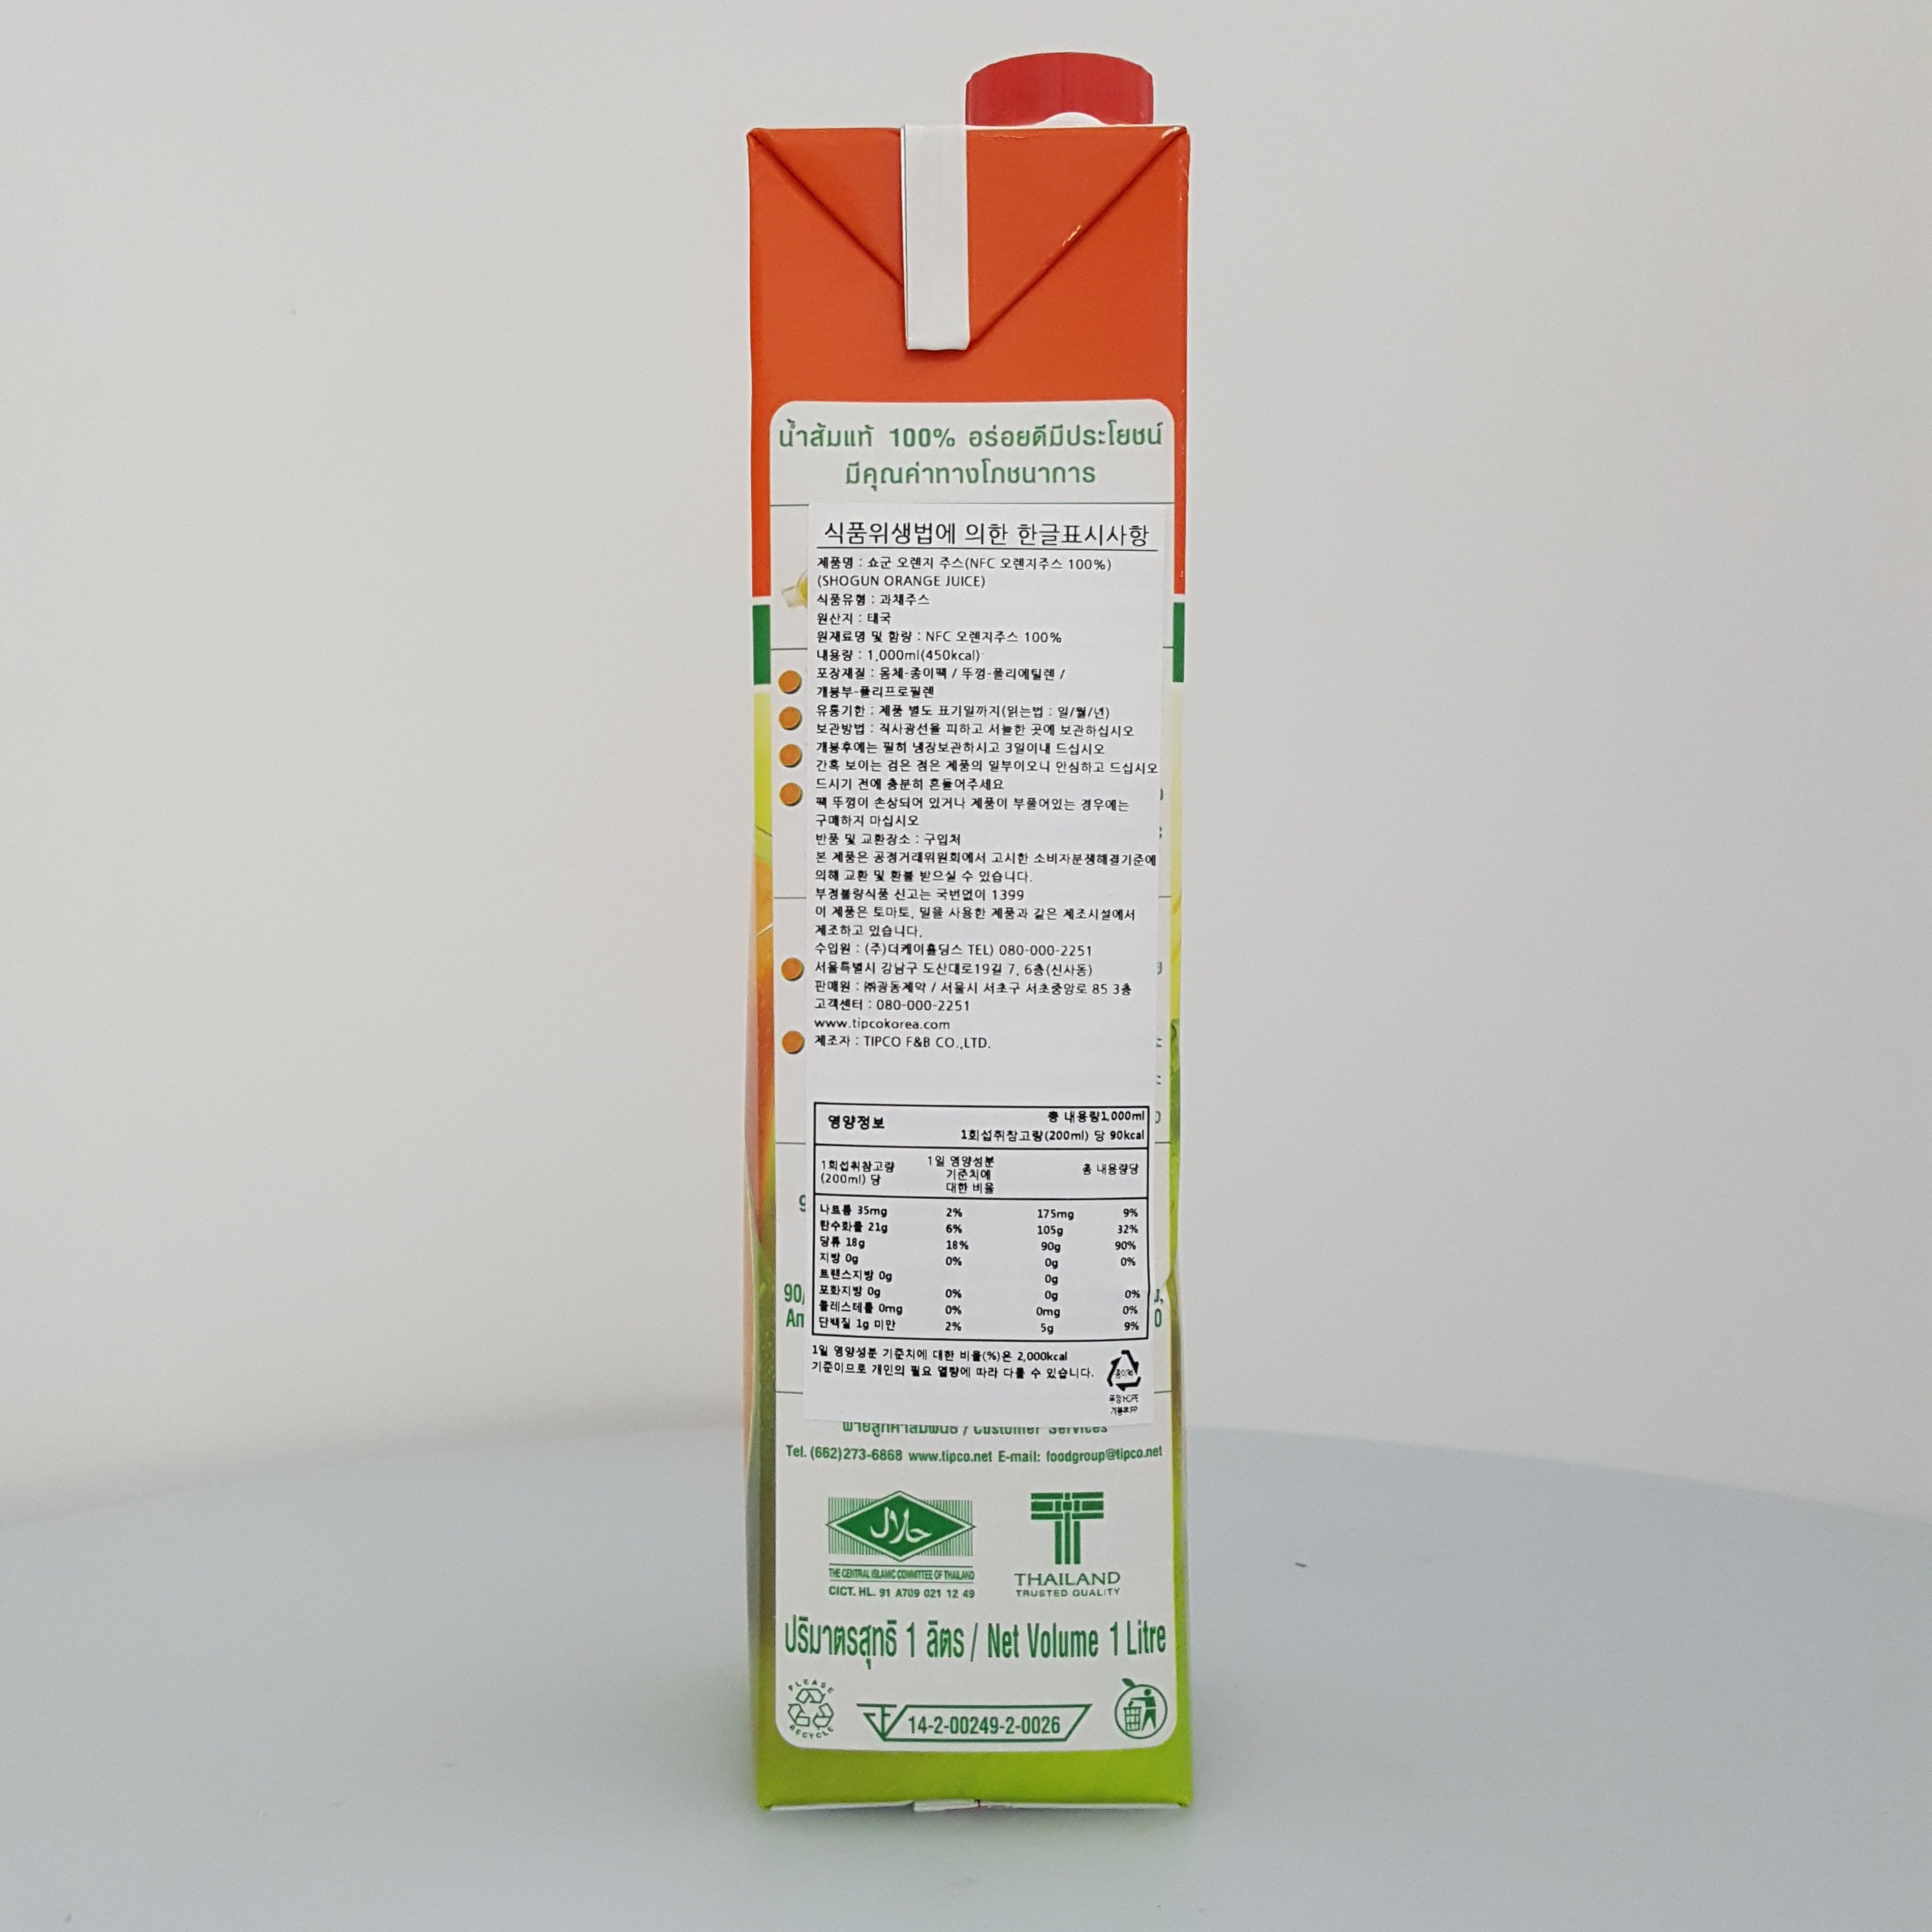 น้ำส้มแท้ 100% อร่อยดีมีประโยชน์
มีคุณค่าทางโภชนาการ
식품위생법에 의한 한글표시사항
제품명 : 쇼군 오렌지 주스(NFC 오렌지주스 100%)
(SHOGUN ORANGE JUICE)
식품유형 : 과채주스
원산지 : 태국
원재료명 및 함량 : NFC 오렌지주스 100%
내용량 : 1,000ml(450kcal)
포장재질 : 몸체-종이팩 / 뚜껑-폴리에틸렌 /
개봉부-폴리프로필렌
유통기한 : 제품 별도 표기일까지(읽는법 : 일/월/년)
보관방법 : 직사광선을 피하고 서늘한 곳에 보관하십시오
개봉후에는 필히 냉장보관하시고 3일이내 드십시오
간혹 보이는 검은 점은 제품의 일부이오니 안심하고 드십시오
드시기 전에 충분히 흔들어주세요
팩 뚜껑이 손상되어 있거나 제품이 부풀어있는 경우에는
구매하지 마십시오
반품 및 교환장소 : 구입처
본 제품은 공정거래위원회에서 고시한 소비자분쟁해결기준에
의해 교환 및 환불 받으실 수 있습니다.
부정불량식품 신고는 국번없이 1399
이 제품은 토마토, 밀을 사용한 제품과 같은 제조시설에서
제조하고 있습니다.
수입원 : (주)더케이홀딩스 TEL) 080-000-2251
서울특별시 강남구 도산대로19길 7, 6층(신사동)
판매원 : ㈜광동제약 / 서울시 서초구 서초중앙로 85 3층
고객센터 : 080-000-2251
www.tipcokorea.com
제조자 : TIPCO F&B CO.,LTD.
영양정보
총 내용량1,000ml
1회섭취참고량(200ml) 당 90kcal
1회섭취참고량 (200ml) 당 1일 영양성분 기준치에 대한 비율 총 내용량당
나트륨 35mg 2% 175mg 9%
탄수화물 21g 6% 105g 32%
당류 18g 18% 90g 90%
지방 0g 0% 0g 0%
트랜스지방 0g 0g
포화지방 0g 0% 0g 0%
콜레스테롤 0mg 0% 0mg 0%
단백질 1g 미만 2% 5g 9%
1일 영양성분 기준치에 대한 비율(%)은 2,000kcal
기준이므로 개인의 필요 열량에 따라 다를 수 있습니다.
종이팩
뚜껑HDPE
개봉부PP
Customer Services
Tel. (662)273-6868 www.tipco.net E-mail: foodgroup@tipco.net
حلال
THE CENTRAL ISLAMIC COMMITTEE OF THAILAND
CICT. HL. 91 A709 021 12 49
THAILAND
TRUSTED QUALITY
ปริมาตรสุทธิ 1 ลิตร / Net Volume 1 Litre
PLEASE RECYCLE
14-2-00249-2-0026